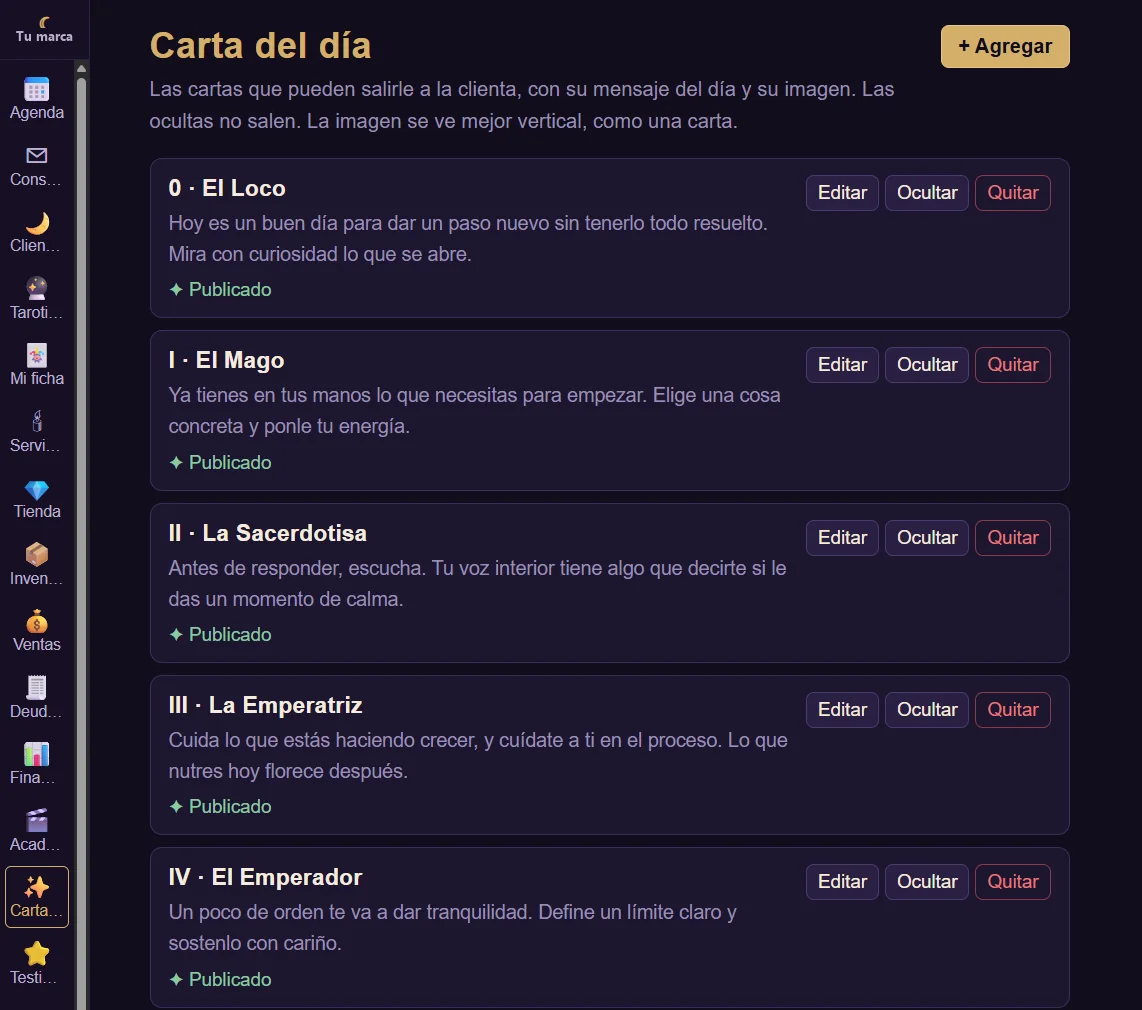 Tu marca
Agenda
Cons…
Clien…
Taroti…
Mi ficha
Servi…
Tienda
Inven…
Ventas
Deud…
Fina…
Acad…
Carta…
Testi…
Carta del día
+ Agregar
Las cartas que pueden salirle a la clienta, con su mensaje del día y su imagen. Las
ocultas no salen. La imagen se ve mejor vertical, como una carta.
0 · El Loco
Editar Ocultar Quitar
Hoy es un buen día para dar un paso nuevo sin tenerlo todo resuelto.
Mira con curiosidad lo que se abre.
✦ Publicado
I · El Mago
Editar Ocultar Quitar
Ya tienes en tus manos lo que necesitas para empezar. Elige una cosa
concreta y ponle tu energía.
✦ Publicado
II · La Sacerdotisa
Editar Ocultar Quitar
Antes de responder, escucha. Tu voz interior tiene algo que decirte si le
das un momento de calma.
✦ Publicado
III · La Emperatriz
Editar Ocultar Quitar
Cuida lo que estás haciendo crecer, y cuídate a ti en el proceso. Lo que
nutres hoy florece después.
✦ Publicado
IV · El Emperador
Editar Ocultar Quitar
Un poco de orden te va a dar tranquilidad. Define un límite claro y
sostenlo con cariño.
✦ Publicado